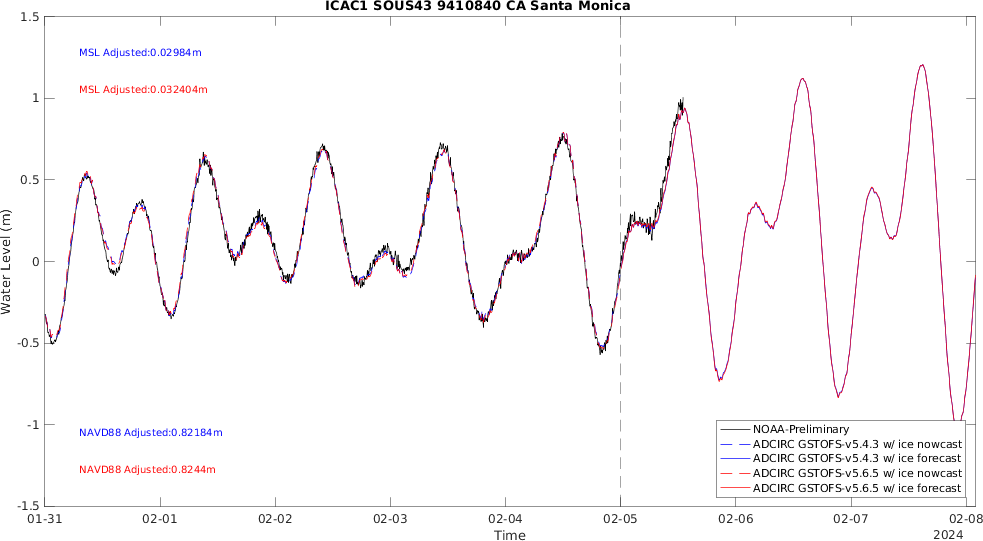 ICAC1 SOUS43 9410840 CA Santa Monica
1.5
MSL Adjusted:0.02984m
MSL Adjusted:0.032404m
1
0.5
Water Level (m)
0
-0.5
-1
NAVD88 Adjusted:0.82184m
NAVD88 Adjusted:0.8244m
NOAA-Preliminary
ADCIRC GSTOFS-v5.4.3 w/ ice nowcast
ADCIRC GSTOFS-v5.4.3 w/ ice forecast
ADCIRC GSTOFS-v5.6.5 w/ ice nowcast
ADCIRC GSTOFS-v5.6.5 w/ ice forecast
-1.5
01-31 02-01 02-02 02-03 02-04 02-05 02-06 02-07 02-08
Time 2024